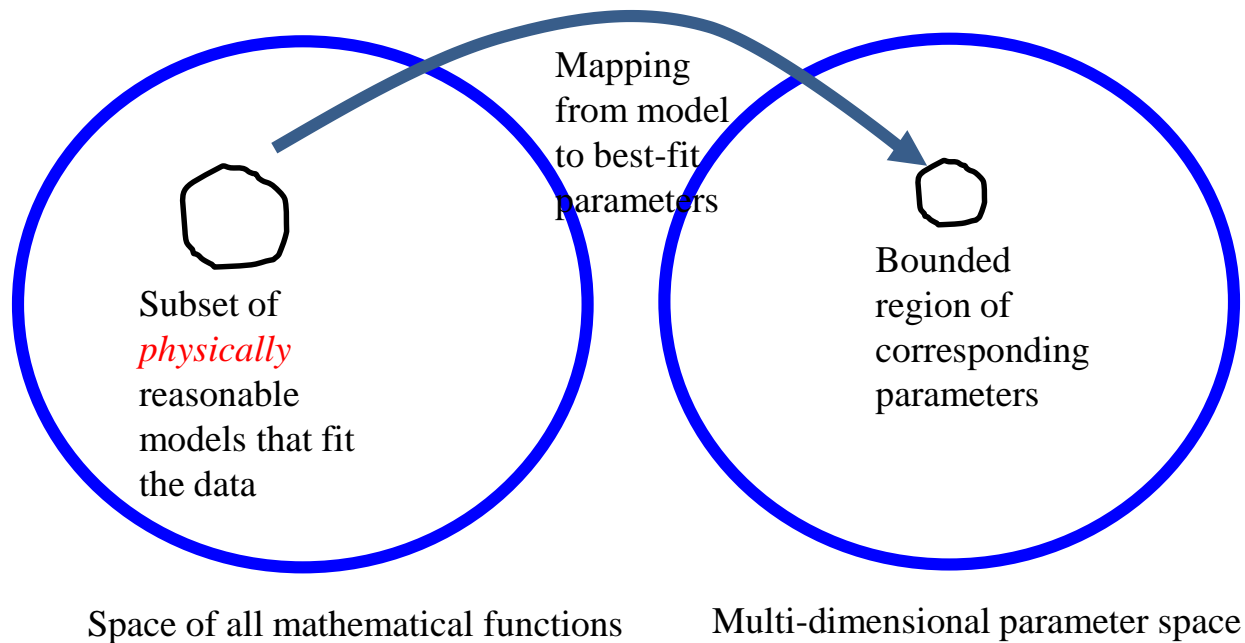 Mapping
from model
to best-fit
parameters
Subset of
physically
reasonable
models that fit
the data
Bounded
region of
corresponding
parameters
Space of all mathematical functions
Multi-dimensional parameter space